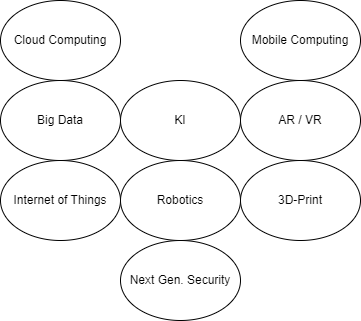 Cloud Computing
Mobile Computing
Big Data
KI
AR / VR
Internet of Things
Robotics
3D-Print
Next Gen. Security